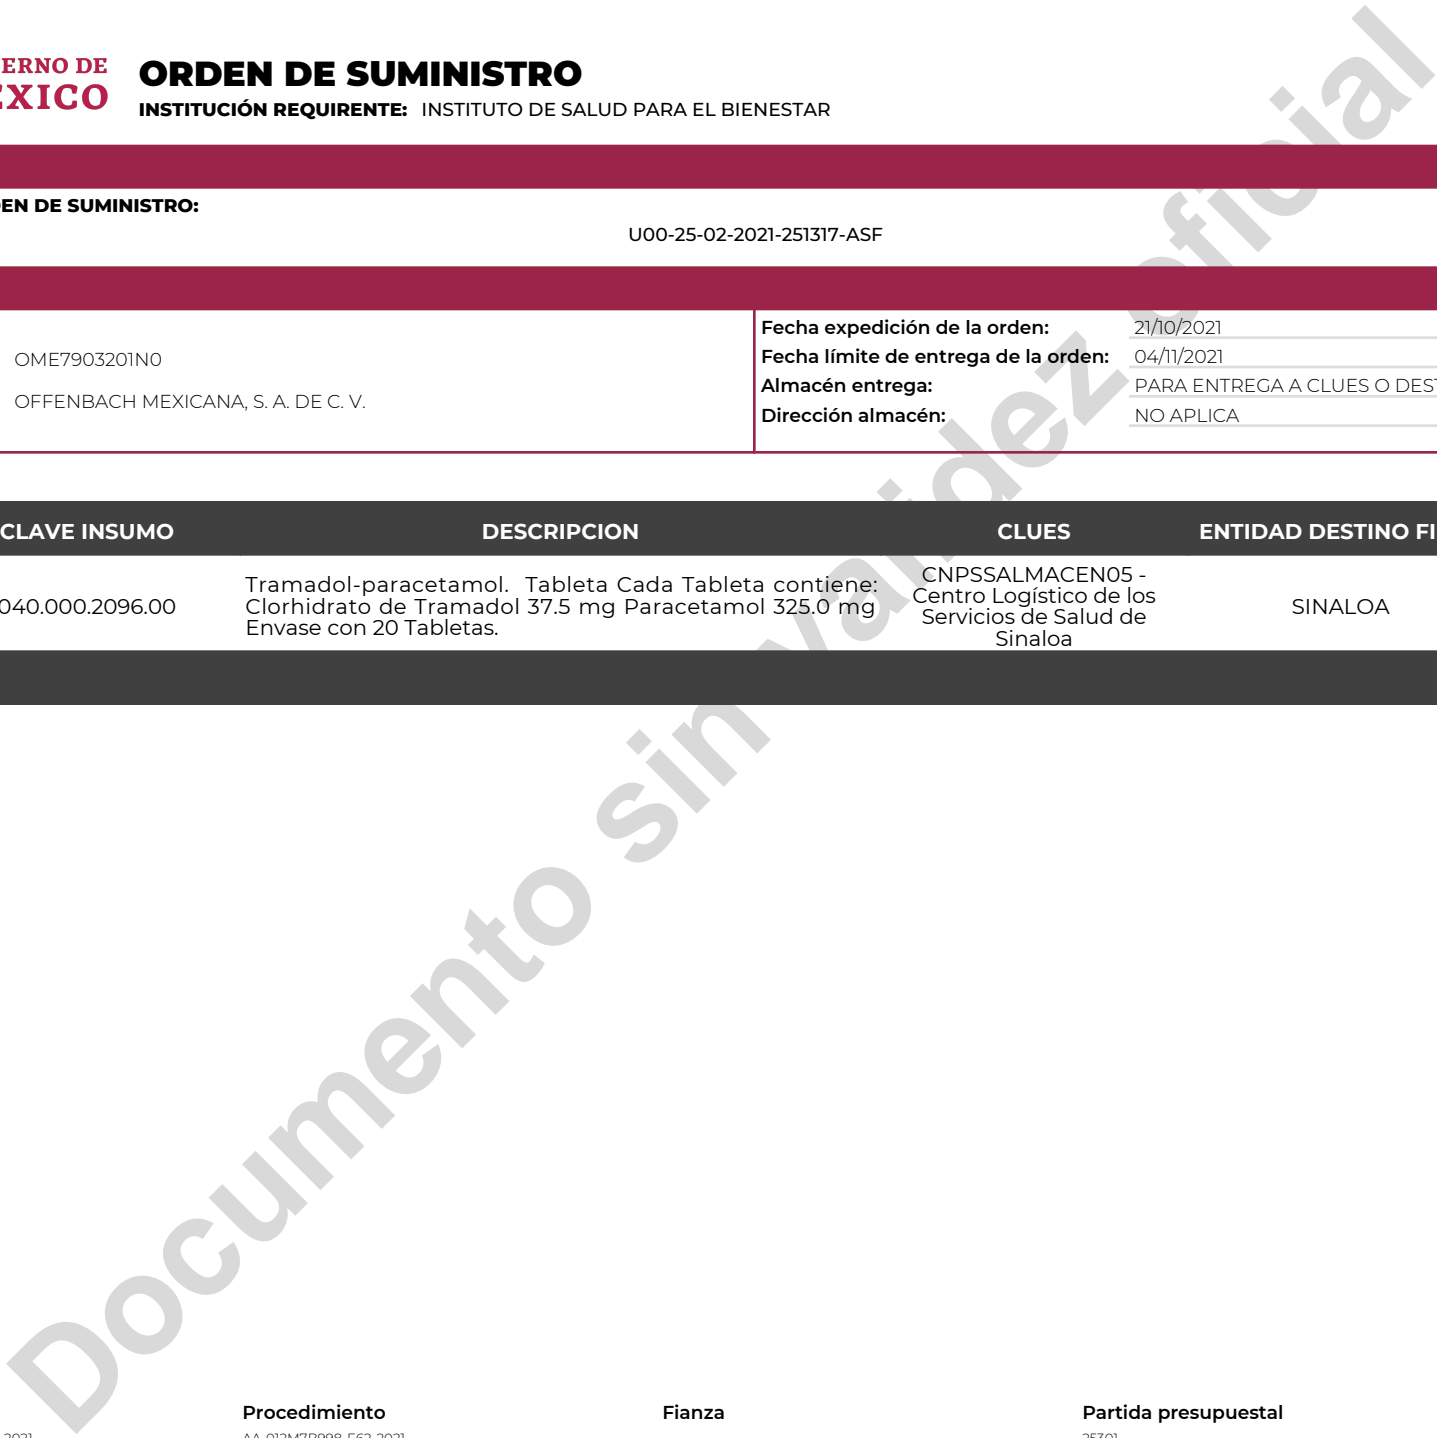 ERNO DE
EXICO
ORDEN DE SUMINISTRO
INSTITUCIÓN REQUIRENTE: INSTITUTO DE SALUD PARA EL BIENESTAR
EN DE SUMINISTRO:
U00-25-02-2021-251317-ASF
OME7903201N0
OFFENBACH MEXICANA, S. A. DE C. V.
Fecha expedición de la orden: 21/10/2021
Fecha límite de entrega de la orden: 04/11/2021
Almacén entrega: PARA ENTREGA A CLUES O DEST
Dirección almacén: NO APLICA
CLAVE INSUMO DESCRIPCION CLUES ENTIDAD DESTINO FI
040.000.2096.00
Tramadol-paracetamol. Tableta Cada Tableta contiene:
Clorhidrato de Tramadol 37.5 mg Paracetamol 325.0 mg
Envase con 20 Tabletas.
CNPSSALMACEN05 -
Centro Logístico de los
Servicios de Salud de
Sinaloa
SINALOA
Documento sin validez oficial
Procedimiento Fianza Partida presupuestal